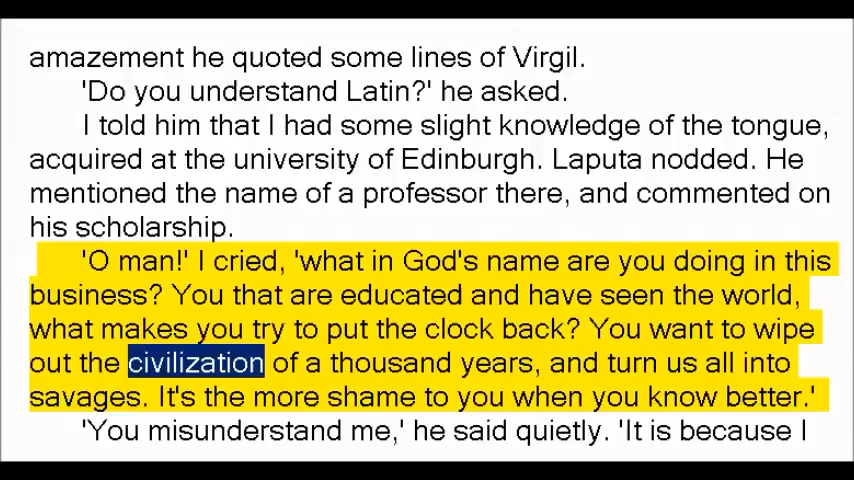 amazement he quoted some lines of Virgil.
'Do you understand Latin?' he asked.
I told him that I had some slight knowledge of the tongue,
acquired at the university of Edinburgh. Laputa nodded. He
mentioned the name of a professor there, and commented on
his scholarship.
'O man!' I cried, 'what in God's name are you doing in this
business? You that are educated and have seen the world,
what makes you try to put the clock back? You want to wipe
out the civilization of a thousand years, and turn us all into
savages. It's the more shame to you when you know better.'
'You misunderstand me,' he said quietly. 'It is because I